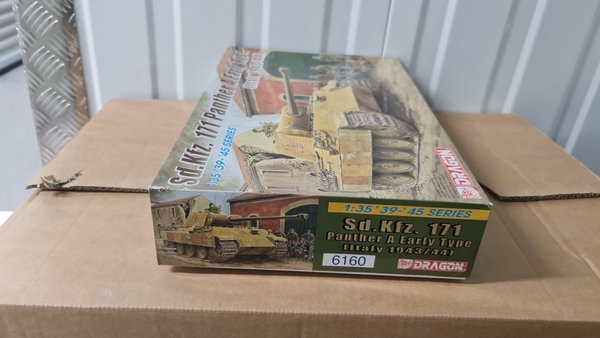 Sd.Kfz. 171 Panther A Early Type
1:35 '39-'45 SERIES
DRAGON
1:35 '39-'45 SERIES
Sd.Kfz. 171
Panther A Early Type
(Italy 1943/44)
6160
DRAGON